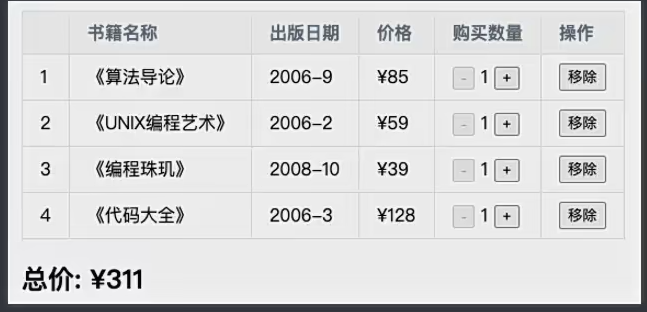 书籍名称 出版日期 价格 购买数量 操作
1 《算法导论》 2006-9 ¥85 - 1 + 移除
2 《UNIX编程艺术》 2006-2 ¥59 - 1 + 移除
3 《编程珠玑》 2008-10 ¥39 - 1 + 移除
4 《代码大全》 2006-3 ¥128 - 1 + 移除
总价: ¥311